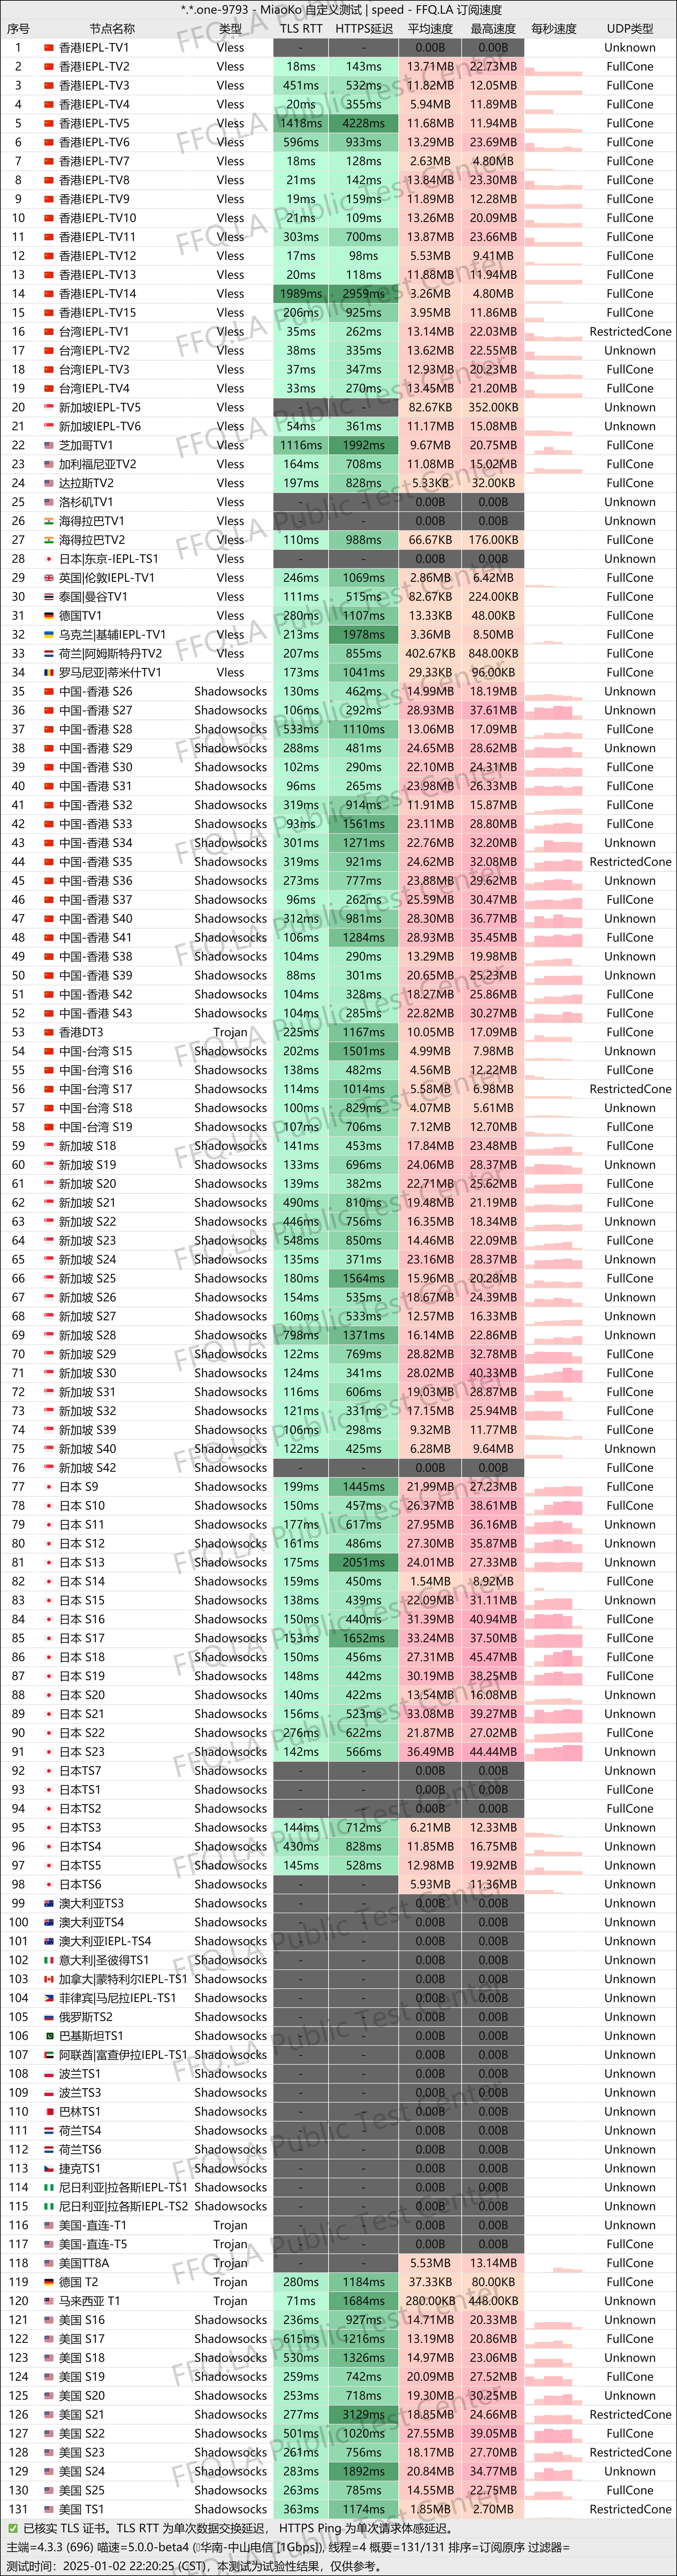 *.*.one-9793 - MiaoKo 自定义测试 | speed - FFQ.LA 订阅速度
序号 节点名称 类型 TLS RTT HTTPS延迟 平均速度 最高速度 每秒速度 UDP类型
1 香港IEPL-TV1 Vless - - 0.00B 0.00B Unknown
2 香港IEPL-TV2 Vless 18ms 143ms 13.71MB 22.73MB FullCone
3 香港IEPL-TV3 Vless 451ms 532ms 11.82MB 12.05MB FullCone
4 香港IEPL-TV4 Vless 20ms 355ms 5.94MB 11.89MB FullCone
5 香港IEPL-TV5 Vless 1418ms 4228ms 11.68MB 11.94MB FullCone
6 香港IEPL-TV6 Vless 596ms 933ms 13.29MB 23.69MB FullCone
7 香港IEPL-TV7 Vless 18ms 128ms 2.63MB 4.80MB FullCone
8 香港IEPL-TV8 Vless 21ms 142ms 13.84MB 23.30MB FullCone
9 香港IEPL-TV9 Vless 19ms 159ms 11.89MB 12.28MB FullCone
10 香港IEPL-TV10 Vless 21ms 109ms 13.26MB 20.09MB FullCone
11 香港IEPL-TV11 Vless 303ms 700ms 13.87MB 23.66MB FullCone
12 香港IEPL-TV12 Vless 17ms 98ms 5.53MB 9.41MB FullCone
13 香港IEPL-TV13 Vless 20ms 118ms 11.88MB 11.94MB FullCone
14 香港IEPL-TV14 Vless 1989ms 2959ms 3.26MB 4.80MB FullCone
15 香港IEPL-TV15 Vless 206ms 925ms 3.95MB 11.86MB FullCone
16 台湾IEPL-TV1 Vless 35ms 262ms 13.14MB 22.03MB RestrictedCone
17 台湾IEPL-TV2 Vless 38ms 335ms 13.62MB 22.55MB Unknown
18 台湾IEPL-TV3 Vless 37ms 347ms 12.93MB 20.23MB FullCone
19 台湾IEPL-TV4 Vless 33ms 270ms 13.45MB 21.20MB FullCone
20 新加坡IEPL-TV5 Vless - - 82.67KB 352.00KB Unknown
21 新加坡IEPL-TV6 Vless 54ms 361ms 11.17MB 15.08MB Unknown
22 芝加哥TV1 Vless 1116ms 1992ms 9.67MB 20.75MB FullCone
23 加利福尼亚TV2 Vless 164ms 708ms 11.08MB 15.02MB FullCone
24 达拉斯TV2 Vless 197ms 828ms 5.33KB 32.00KB FullCone
25 洛杉矶TV1 Vless - - 0.00B 0.00B Unknown
26 海得拉巴TV1 Vless - - 0.00B 0.00B Unknown
27 海得拉巴TV2 Vless 110ms 988ms 66.67KB 176.00KB FullCone
28 日本|东京-IEPL-TS1 Vless - - 0.00B 0.00B Unknown
29 英国|伦敦IEPL-TV1 Vless 246ms 1069ms 2.86MB 6.42MB FullCone
30 泰国|曼谷TV1 Vless 111ms 515ms 82.67KB 224.00KB FullCone
31 德国TV1 Vless 280ms 1107ms 13.33KB 48.00KB FullCone
32 乌克兰|基辅IEPL-TV1 Vless 213ms 1978ms 3.36MB 8.50MB FullCone
33 荷兰|阿姆斯特丹TV2 Vless 207ms 855ms 402.67KB 848.00KB FullCone
34 罗马尼亚|蒂米什TV1 Vless 173ms 1041ms 29.33KB 96.00KB FullCone
35 中国-香港 S26 Shadowsocks 130ms 462ms 14.99MB 18.19MB Unknown
36 中国-香港 S27 Shadowsocks 106ms 292ms 28.93MB 37.61MB Unknown
37 中国-香港 S28 Shadowsocks 533ms 1110ms 13.06MB 17.09MB FullCone
38 中国-香港 S29 Shadowsocks 288ms 481ms 24.65MB 28.62MB Unknown
39 中国-香港 S30 Shadowsocks 102ms 290ms 22.10MB 24.31MB FullCone
40 中国-香港 S31 Shadowsocks 96ms 265ms 23.98MB 26.33MB FullCone
41 中国-香港 S32 Shadowsocks 319ms 914ms 11.91MB 15.87MB FullCone
42 中国-香港 S33 Shadowsocks 93ms 1561ms 23.11MB 28.80MB FullCone
43 中国-香港 S34 Shadowsocks 301ms 1271ms 22.76MB 32.20MB Unknown
44 中国-香港 S35 Shadowsocks 319ms 921ms 24.62MB 32.08MB RestrictedCone
45 中国-香港 S36 Shadowsocks 273ms 777ms 23.88MB 29.62MB Unknown
46 中国-香港 S37 Shadowsocks 96ms 262ms 25.59MB 30.47MB FullCone
47 中国-香港 S40 Shadowsocks 312ms 981ms 28.30MB 36.77MB Unknown
48 中国-香港 S41 Shadowsocks 106ms 1284ms 28.93MB 35.45MB FullCone
49 中国-香港 S38 Shadowsocks 104ms 290ms 13.29MB 19.98MB Unknown
50 中国-香港 S39 Shadowsocks 88ms 301ms 20.65MB 25.23MB Unknown
51 中国-香港 S42 Shadowsocks 104ms 328ms 18.27MB 25.86MB FullCone
52 中国-香港 S43 Shadowsocks 104ms 285ms 22.82MB 30.27MB FullCone
53 香港DT3 Trojan 225ms 1167ms 10.05MB 17.09MB FullCone
54 中国-台湾 S15 Shadowsocks 202ms 1501ms 4.99MB 7.98MB Unknown
55 中国-台湾 S16 Shadowsocks 138ms 482ms 4.56MB 12.22MB FullCone
56 中国-台湾 S17 Shadowsocks 114ms 1014ms 5.58MB 6.98MB RestrictedCone
57 中国-台湾 S18 Shadowsocks 100ms 829ms 4.07MB 5.61MB Unknown
58 中国-台湾 S19 Shadowsocks 107ms 706ms 7.12MB 12.70MB FullCone
59 新加坡 S18 Shadowsocks 141ms 453ms 17.84MB 23.48MB FullCone
60 新加坡 S19 Shadowsocks 133ms 696ms 24.06MB 28.37MB Unknown
61 新加坡 S20 Shadowsocks 139ms 382ms 22.71MB 25.62MB FullCone
62 新加坡 S21 Shadowsocks 490ms 810ms 19.48MB 21.19MB FullCone
63 新加坡 S22 Shadowsocks 446ms 756ms 16.35MB 18.34MB Unknown
64 新加坡 S23 Shadowsocks 548ms 850ms 14.46MB 22.09MB FullCone
65 新加坡 S24 Shadowsocks 135ms 371ms 23.16MB 28.37MB Unknown
66 新加坡 S25 Shadowsocks 180ms 1564ms 15.96MB 20.28MB FullCone
67 新加坡 S26 Shadowsocks 154ms 535ms 18.67MB 24.39MB Unknown
68 新加坡 S27 Shadowsocks 160ms 533ms 12.57MB 16.33MB Unknown
69 新加坡 S28 Shadowsocks 798ms 1371ms 16.14MB 22.86MB Unknown
70 新加坡 S29 Shadowsocks 122ms 769ms 28.82MB 32.78MB FullCone
71 新加坡 S30 Shadowsocks 124ms 341ms 28.02MB 40.33MB FullCone
72 新加坡 S31 Shadowsocks 116ms 606ms 19.03MB 28.87MB FullCone
73 新加坡 S32 Shadowsocks 121ms 331ms 17.15MB 25.94MB FullCone
74 新加坡 S39 Shadowsocks 106ms 298ms 9.32MB 11.77MB FullCone
75 新加坡 S40 Shadowsocks 122ms 425ms 6.28MB 9.64MB Unknown
76 新加坡 S42 Shadowsocks - - 0.00B 0.00B FullCone
77 日本 S9 Shadowsocks 199ms 1445ms 21.99MB 27.23MB FullCone
78 日本 S10 Shadowsocks 150ms 457ms 26.37MB 38.61MB FullCone
79 日本 S11 Shadowsocks 177ms 617ms 27.95MB 36.16MB Unknown
80 日本 S12 Shadowsocks 161ms 486ms 27.30MB 35.87MB Unknown
81 日本 S13 Shadowsocks 175ms 2051ms 24.01MB 27.33MB Unknown
82 日本 S14 Shadowsocks 159ms 450ms 1.54MB 8.92MB FullCone
83 日本 S15 Shadowsocks 138ms 439ms 22.09MB 31.11MB Unknown
84 日本 S16 Shadowsocks 150ms 440ms 31.39MB 40.94MB FullCone
85 日本 S17 Shadowsocks 153ms 1652ms 33.24MB 37.50MB FullCone
86 日本 S18 Shadowsocks 150ms 456ms 27.31MB 45.47MB FullCone
87 日本 S19 Shadowsocks 148ms 442ms 30.19MB 38.25MB FullCone
88 日本 S20 Shadowsocks 140ms 422ms 13.54MB 16.08MB Unknown
89 日本 S21 Shadowsocks 156ms 523ms 33.08MB 39.27MB Unknown
90 日本 S22 Shadowsocks 276ms 622ms 21.87MB 27.02MB FullCone
91 日本 S23 Shadowsocks 142ms 566ms 36.49MB 44.44MB Unknown
92 日本TS7 Shadowsocks - - 0.00B 0.00B Unknown
93 日本TS1 Shadowsocks - - 0.00B 0.00B FullCone
94 日本TS2 Shadowsocks - - 0.00B 0.00B FullCone
95 日本TS3 Shadowsocks 144ms 712ms 6.21MB 12.33MB Unknown
96 日本TS4 Shadowsocks 430ms 828ms 11.85MB 16.75MB Unknown
97 日本TS5 Shadowsocks 145ms 528ms 12.98MB 19.92MB Unknown
98 日本TS6 Shadowsocks - - 5.93MB 11.36MB Unknown
99 澳大利亚TS3 Shadowsocks - - 0.00B 0.00B Unknown
100 澳大利亚TS4 Shadowsocks - - 0.00B 0.00B Unknown
101 澳大利亚IEPL-TS4 Shadowsocks - - 0.00B 0.00B Unknown
102 意大利|圣彼得TS1 Shadowsocks - - 0.00B 0.00B Unknown
103 加拿大|蒙特利尔IEPL-TS1 Shadowsocks - - 0.00B 0.00B Unknown
104 菲律宾|马尼拉IEPL-TS1 Shadowsocks - - 0.00B 0.00B Unknown
105 俄罗斯TS2 Shadowsocks - - 0.00B 0.00B Unknown
106 巴基斯坦TS1 Shadowsocks - - 0.00B 0.00B Unknown
107 阿联酋|富查伊拉IEPL-TS1 Shadowsocks - - 0.00B 0.00B Unknown
108 波兰TS1 Shadowsocks - - 0.00B 0.00B Unknown
109 波兰TS3 Shadowsocks - - 0.00B 0.00B Unknown
110 巴林TS1 Shadowsocks - - 0.00B 0.00B Unknown
111 荷兰TS4 Shadowsocks - - 0.00B 0.00B Unknown
112 荷兰TS6 Shadowsocks - - 0.00B 0.00B Unknown
113 捷克TS1 Shadowsocks - - 0.00B 0.00B Unknown
114 尼日利亚|拉各斯IEPL-TS1 Shadowsocks - - 0.00B 0.00B Unknown
115 尼日利亚|拉各斯IEPL-TS2 Shadowsocks - - 0.00B 0.00B Unknown
116 美国-直连-T1 Trojan - - 0.00B 0.00B Unknown
117 美国-直连-T5 Trojan - - 0.00B 0.00B FullCone
118 美国TT8A Trojan - - 5.53MB 13.14MB FullCone
119 德国 T2 Trojan 280ms 1184ms 37.33KB 80.00KB FullCone
120 马来西亚 T1 Trojan 71ms 1684ms 280.00KB 448.00KB Unknown
121 美国 S16 Shadowsocks 236ms 927ms 14.71MB 20.33MB Unknown
122 美国 S17 Shadowsocks 615ms 1216ms 13.19MB 20.86MB FullCone
123 美国 S18 Shadowsocks 530ms 1326ms 14.97MB 23.06MB Unknown
124 美国 S19 Shadowsocks 259ms 742ms 20.09MB 27.52MB FullCone
125 美国 S20 Shadowsocks 253ms 718ms 19.30MB 30.25MB Unknown
126 美国 S21 Shadowsocks 277ms 3129ms 18.85MB 24.66MB RestrictedCone
127 美国 S22 Shadowsocks 501ms 1020ms 27.55MB 39.05MB FullCone
128 美国 S23 Shadowsocks 261ms 756ms 18.17MB 27.70MB RestrictedCone
129 美国 S24 Shadowsocks 283ms 1892ms 20.84MB 34.77MB Unknown
130 美国 S25 Shadowsocks 263ms 785ms 14.55MB 22.75MB FullCone
131 美国 TS1 Shadowsocks 363ms 1174ms 1.85MB 2.70MB RestrictedCone
✅ 已核实 TLS 证书。TLS RTT 为单次数据交换延迟， HTTPS Ping 为单次请求体感延迟。
主端=4.3.3 (696) 喵速=5.0.0-beta4 (华南-中山电信 [1Gbps]), 线程=4 概要=131/131 排序=订阅原序 过滤器=
测试时间：2025-01-02 22:20:25 (CST)，本测试为试验性结果，仅供参考。
FFQ.LA Public Test Center